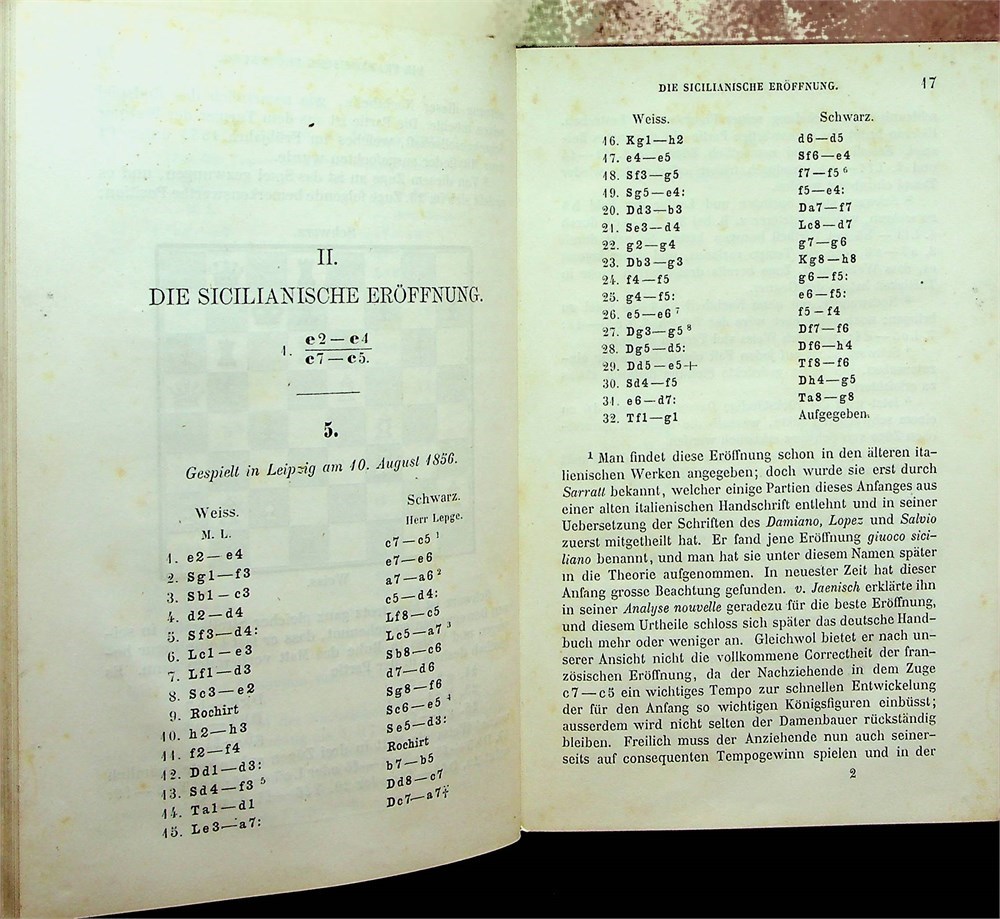 II.
DIE SICILIANISCHE ERÖFFNUNG.
1. e2 — e4
c7 — c5.
5.
Gespielt in Leipzig am 10. August 1856.
Weiss. Schwarz.
M. L. Herr Lepge.
1. e2 — e4 c7 — c5 ¹
2. Sg1 — f3 e7 — e6
3. Sb1 — c3 a7 — a6 ²
4. d2 — d4 c5 — d4:
5. Sf3 — d4: Lf8 — c5
6. Lc1 — e3 Lc5 — a7 ³
7. Lf1 — d3 Sb8 — c6
8. Sc3 — e2 d7 — d6
9. Rochirt Sg8 — f6
10. h2 — h3 Sc6 — e5 ⁴
11. f2 — f4 Se5 — d3:
12. Dd1 — d3: Rochirt
13. Sd4 — f3 ⁵ b7 — b5
14. Ta1 — d1 Dd8 — c7
15. Le3 — a7: Dc7 — a7†
DIE SICILIANISCHE ERÖFFNUNG. 17
Weiss. Schwarz.
16. Kg1 — h2 d6 — d5
17. e4 — e5 Sf6 — e4
18. Sf3 — g5 f7 — f5 ⁶
19. Sg5 — e4: f5 — e4:
20. Dd3 — b3 Da7 — f7
21. Se3 — d4 Lc8 — d7
22. g2 — g4 g7 — g6
23. Db3 — g3 Kg8 — h8
24. f4 — f5 g6 — f5:
25. g4 — f5: e6 — f5:
26. e5 — e6 ⁷ f5 — f4
27. Dg3 — g5 ⁸ Df7 — f6
28. Dg5 — d5: Df6 — h4
29. Dd5 — e5+ Tf8 — f6
30. Sd4 — f5 Dh4 — g5
31. e6 — d7: Ta8 — g8
32. Tf1 — g1 Aufgegeben.
¹ Man findet diese Eröffnung schon in den älteren ita-
lienischen Werken angegeben; doch wurde sie erst durch
Sarratt bekannt, welcher einige Partien dieses Anfanges aus
einer alten italienischen Handschrift entlehnt und in seiner
Uebersetzung der Schriften des Damiano, Lopez und Salvio
zuerst mitgetheilt hat. Er fand jene Eröffnung giuoco sici-
liano benannt, und man hat sie unter diesem Namen später
in die Theorie aufgenommen. In neuester Zeit hat dieser
Anfang grosse Beachtung gefunden. v. Jaenisch erklärte ihn
in seiner Analyse nouvelle geradezu für die beste Eröffnung,
und diesem Urtheile schloss sich später das deutsche Hand-
buch mehr oder weniger an. Gleichwol bietet er nach un-
serer Ansicht nicht die vollkommene Correctheit der fran-
zösischen Eröffnung, da der Nachziehende in dem Zuge
c7 — c5 ein wichtiges Tempo zur schnellen Entwickelung
der für den Anfang so wichtigen Königsfiguren einbüsst;
ausserdem wird nicht selten der Damenbauer rückständig
bleiben. Freilich muss der Anziehende nun auch seiner-
seits auf consequenten Tempogewinn spielen und in der
2